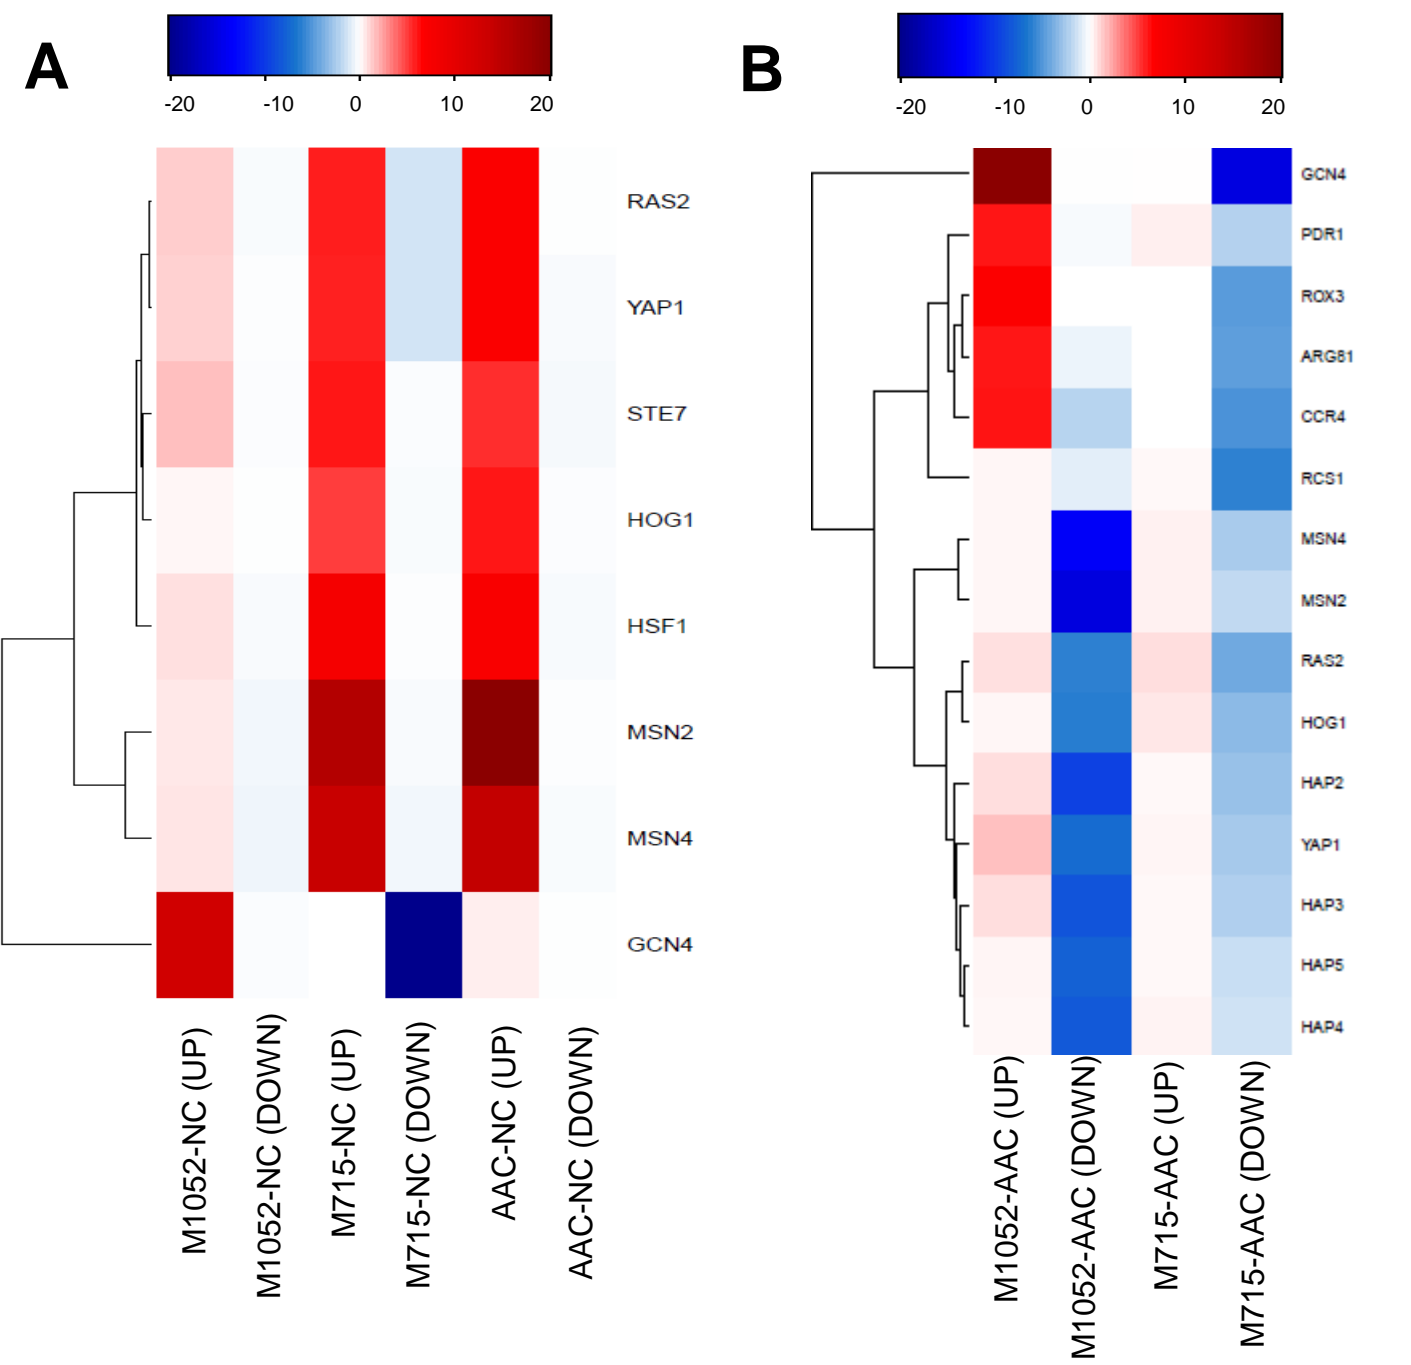 A
-20 -10 0 10 20
RAS2
YAP1
STE7
HOG1
HSF1
MSN2
MSN4
GCN4
M1052-NC (UP)
M1052-NC (DOWN)
M715-NC (UP)
M715-NC (DOWN)
AAC-NC (UP)
AAC-NC (DOWN)
B
-20 -10 0 10 20
GCN4
PDR1
ROX3
ARG81
CCR4
RCS1
MSN4
MSN2
RAS2
HOG1
HAP2
YAP1
HAP3
HAP5
HAP4
M1052-AAC (UP)
M1052-AAC (DOWN)
M715-AAC (UP)
M715-AAC (DOWN)